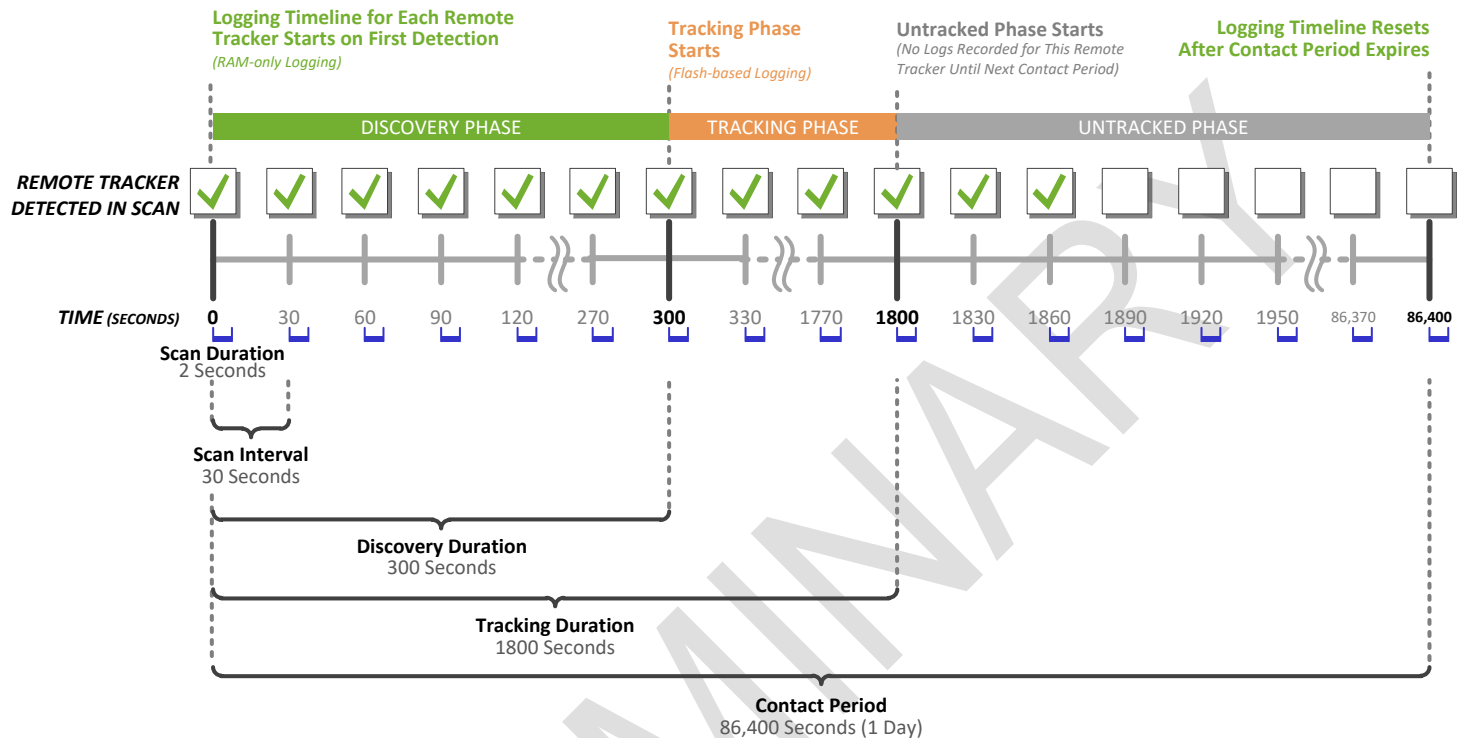 Logging Timeline for Each Remote
Tracker Starts on First Detection
(RAM-only Logging)
Tracking Phase
Starts
(Flash-based Logging)
Untracked Phase Starts
(No Logs Recorded for This Remote
Tracker Until Next Contact Period)
Logging Timeline Resets
After Contact Period Expires
DISCOVERY PHASE TRACKING PHASE UNTRACKED PHASE
REMOTE TRACKER
DETECTED IN SCAN
TIME (SECONDS) 0 30 60 90 120 270 300 330 1770 1800 1830 1860 1890 1920 1950 86,370 86,400
Scan Duration
2 Seconds
Scan Interval
30 Seconds
Discovery Duration
300 Seconds
Tracking Duration
1800 Seconds
Contact Period
86,400 Seconds (1 Day)
MINARY